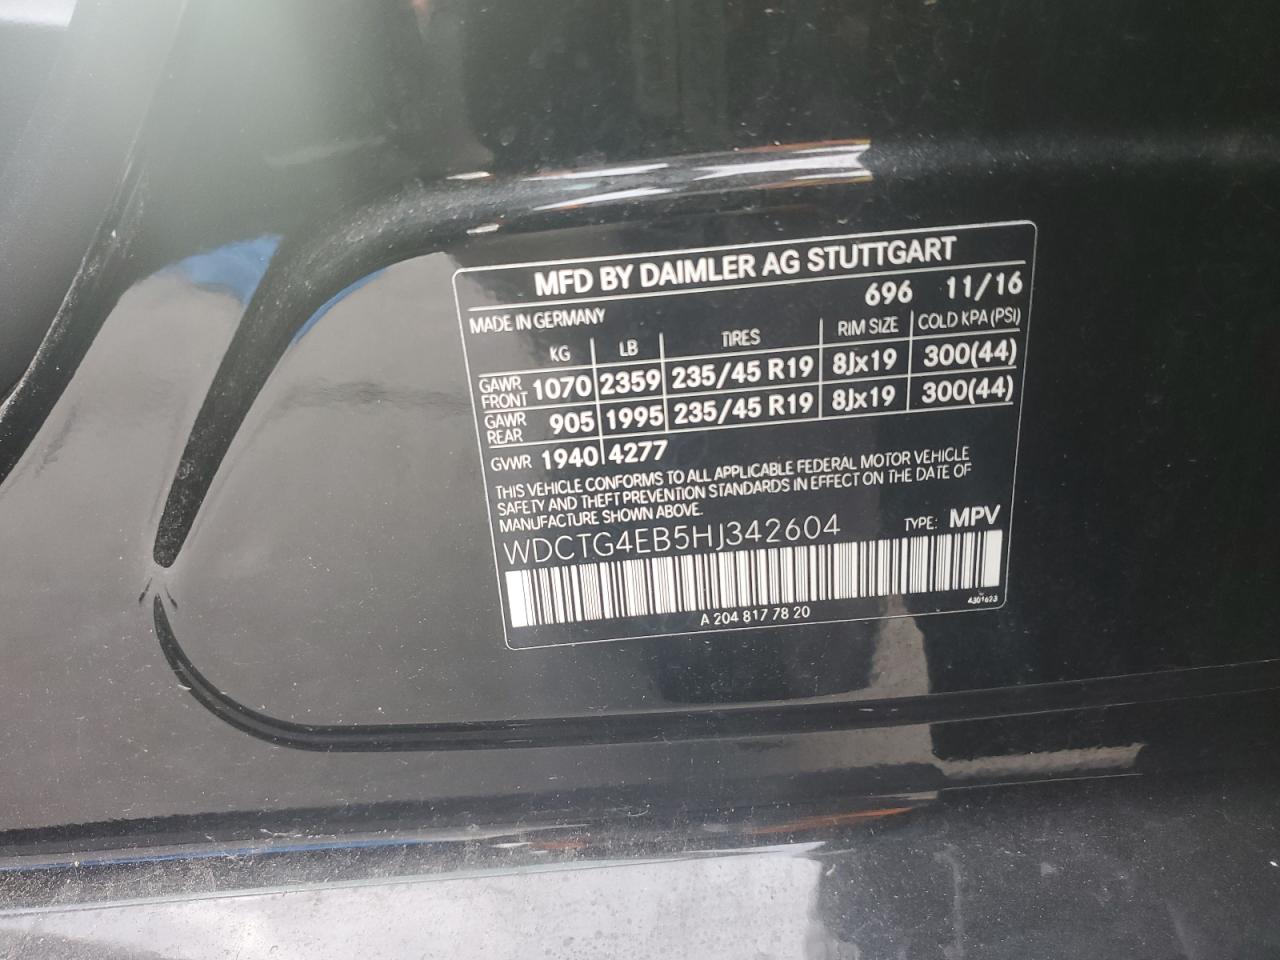 MFD BY DAIMLER AG STUTTGART
696 11/16
MADE IN GERMANY
KG LB TIRES RIM SIZE COLD KPA (PSI)
GAWR FRONT 1070 2359 235/45 R19 8Jx19 300(44)
GAWR REAR 905 1995 235/45 R19 8Jx19 300(44)
GVWR 1940 4277
THIS VEHICLE CONFORMS TO ALL APPLICABLE FEDERAL MOTOR VEHICLE
SAFETY AND THEFT PREVENTION STANDARDS IN EFFECT ON THE DATE OF
MANUFACTURE SHOWN ABOVE.
WDCTG4EB5HJ342604 TYPE: MPV
A 204 817 78 20
4301623